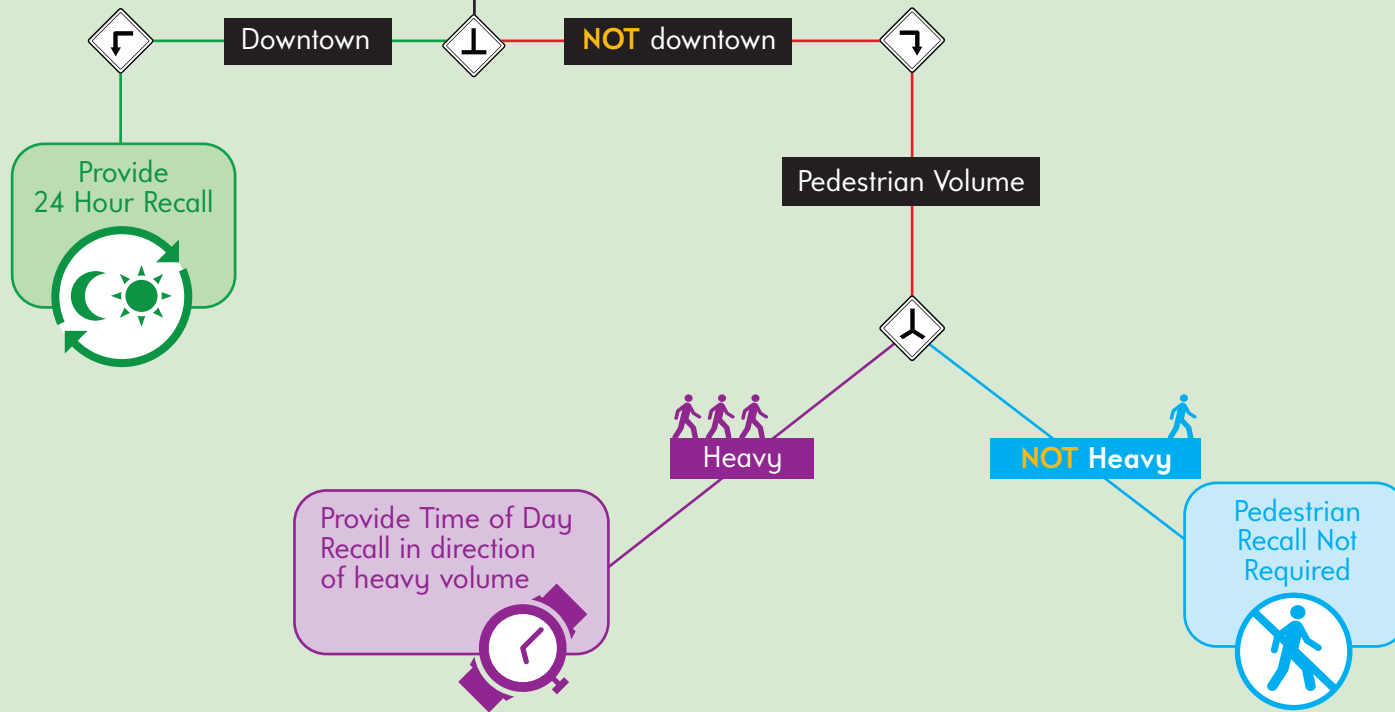 Downtown
NOT downtown
Provide
24 Hour Recall
Pedestrian Volume
Heavy
NOT Heavy
Provide Time of Day
Recall in direction
of heavy volume
Pedestrian
Recall Not
Required